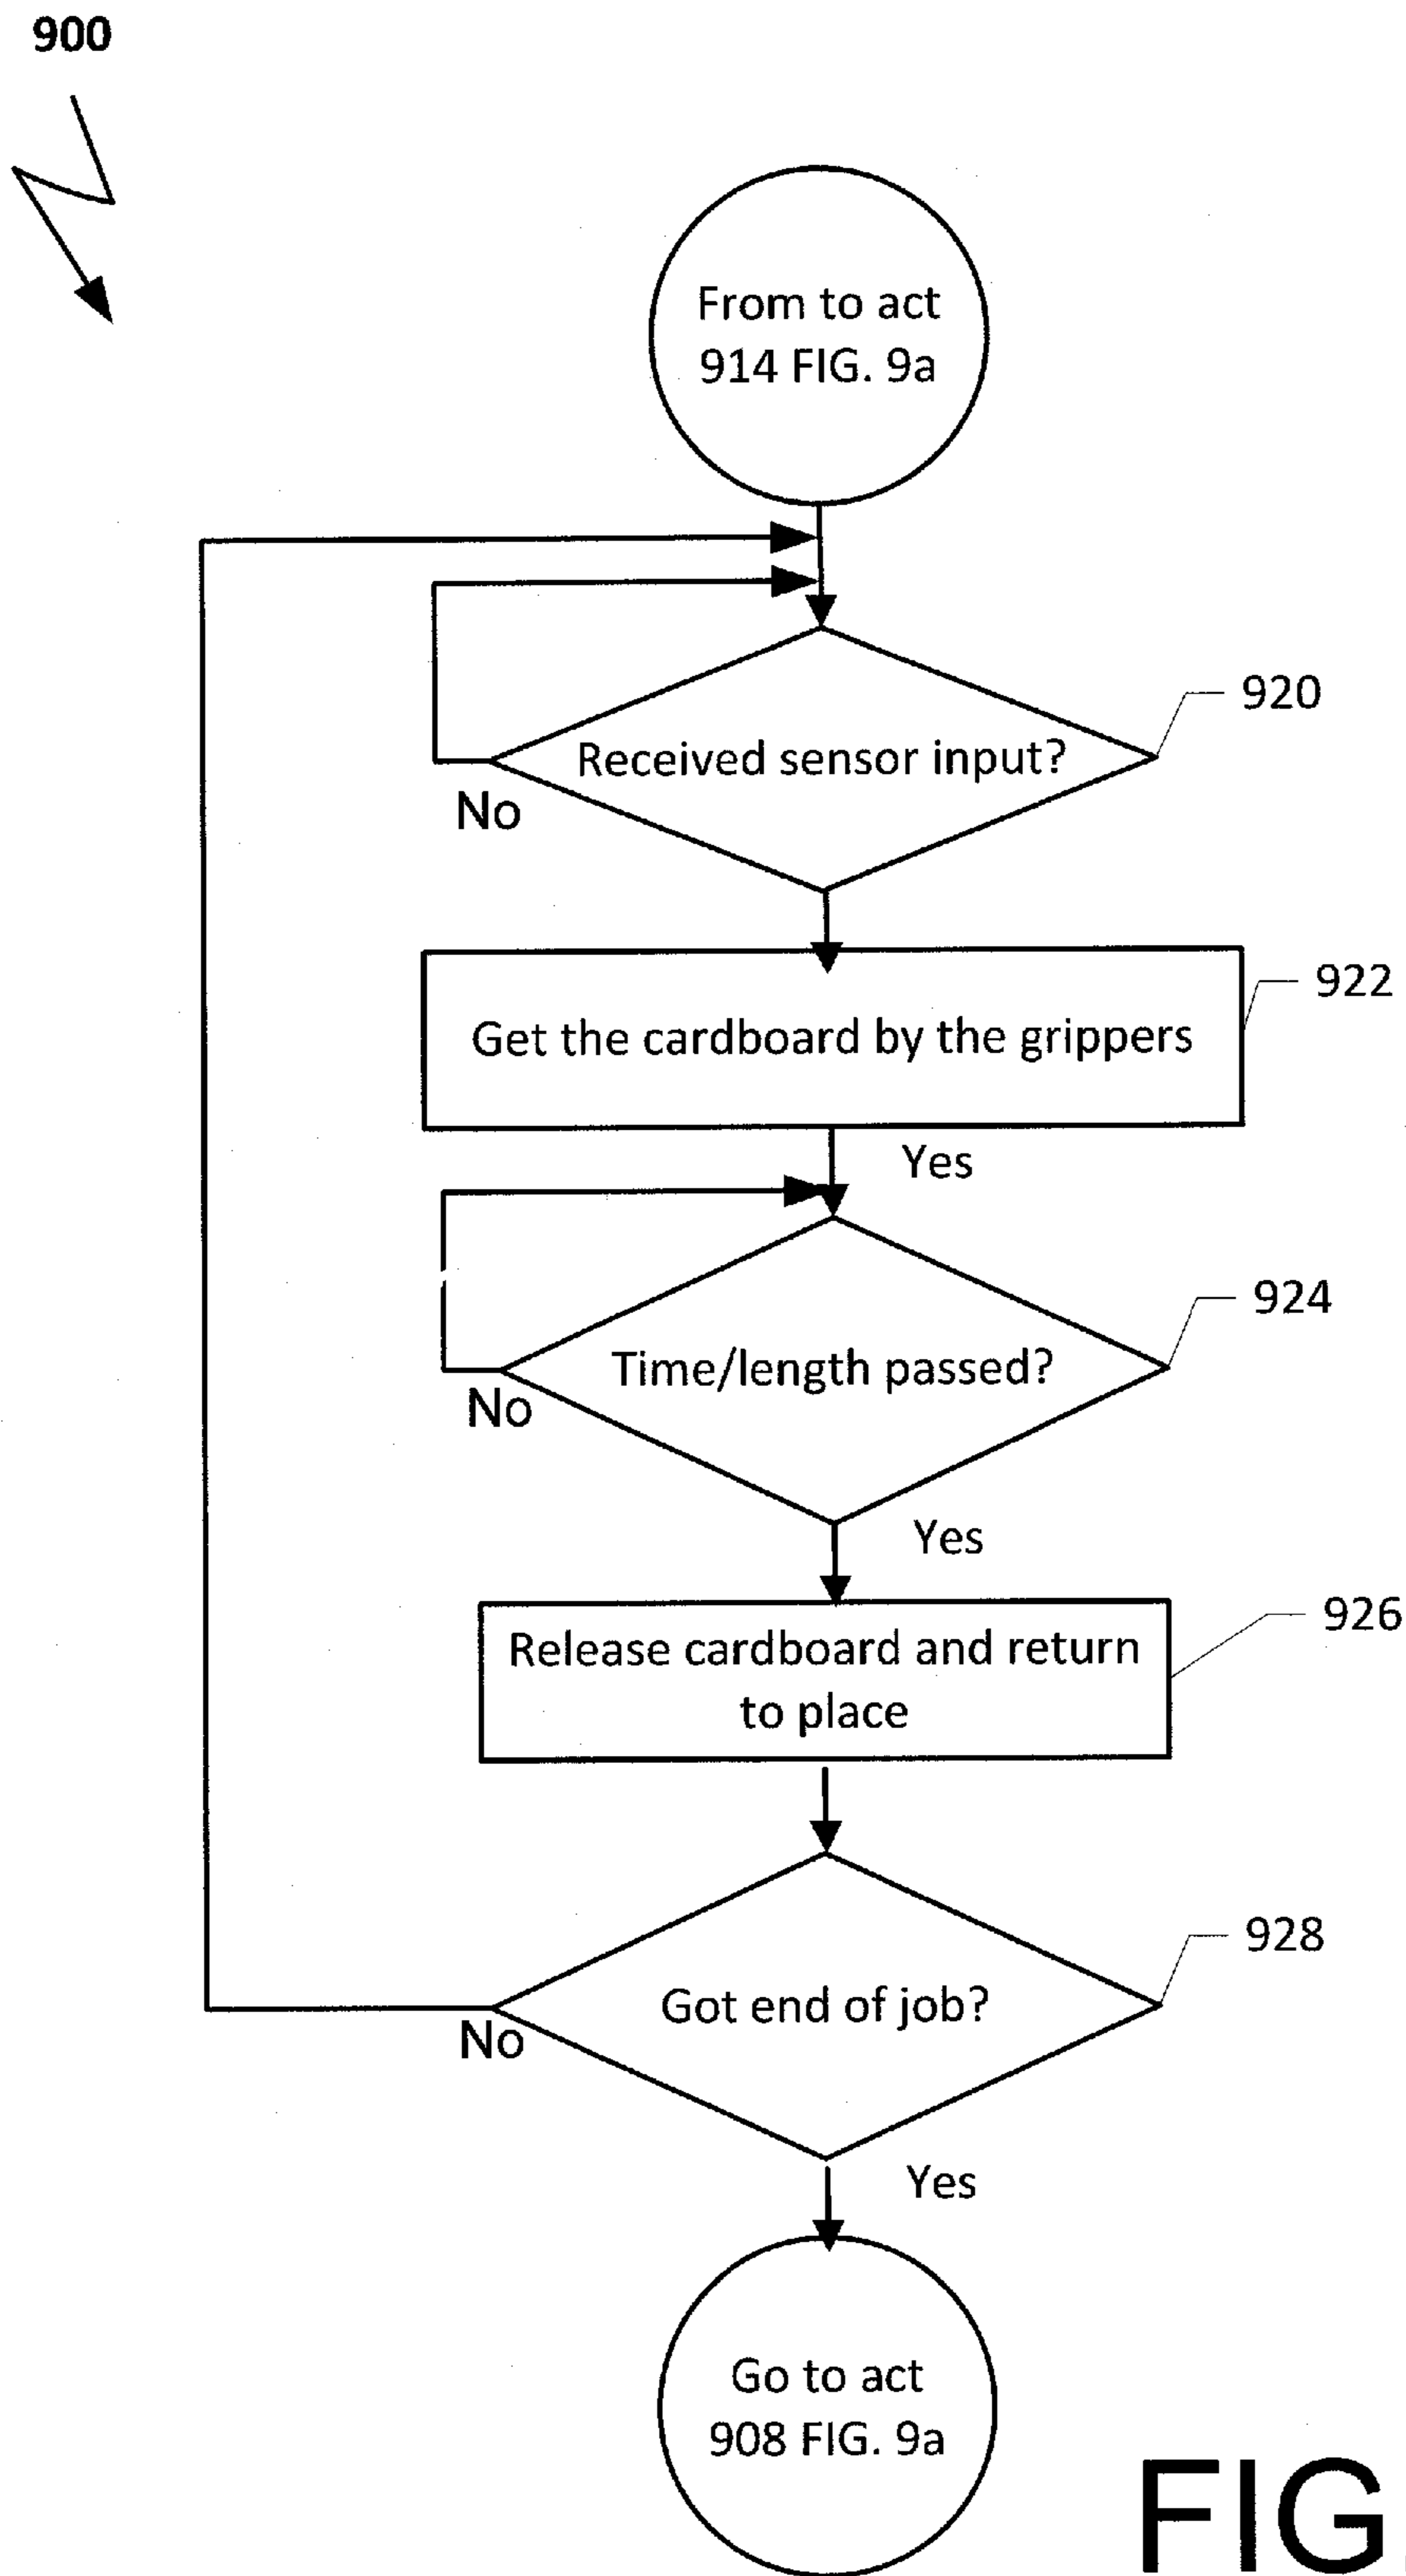 900
From to act
914 FIG. 9a
920
Received sensor input?
No
922
Get the cardboard by the grippers
Yes
924
Time/length passed?
No
Yes
926
Release cardboard and return
to place
928
Got end of job?
No
Yes
Go to act
908 FIG. 9a
FIG